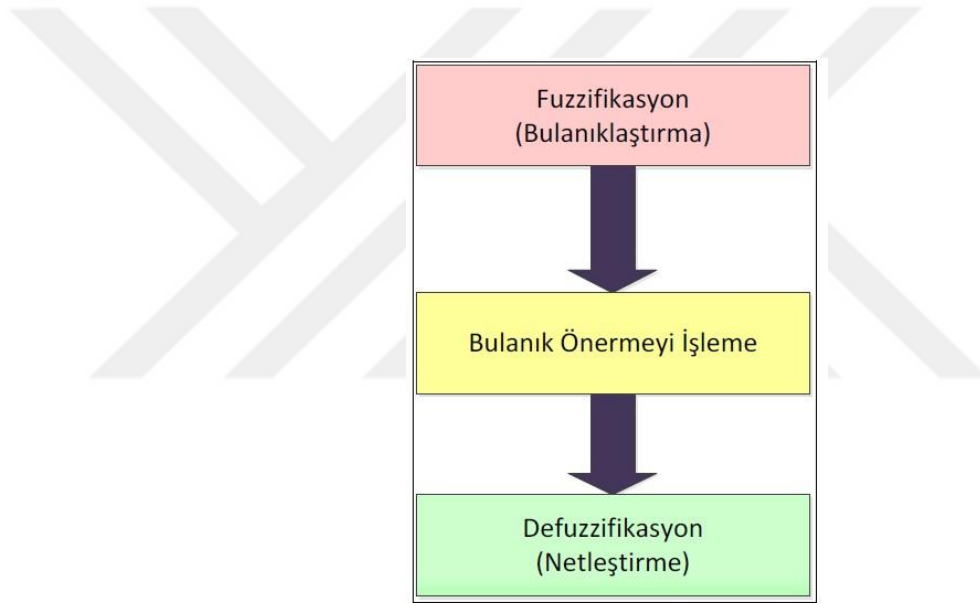 Fuzzifikasyon
(Bulanıklaştırma)
Bulanık Önermeyi İşleme
Defuzzifikasyon
(Netleştirme)